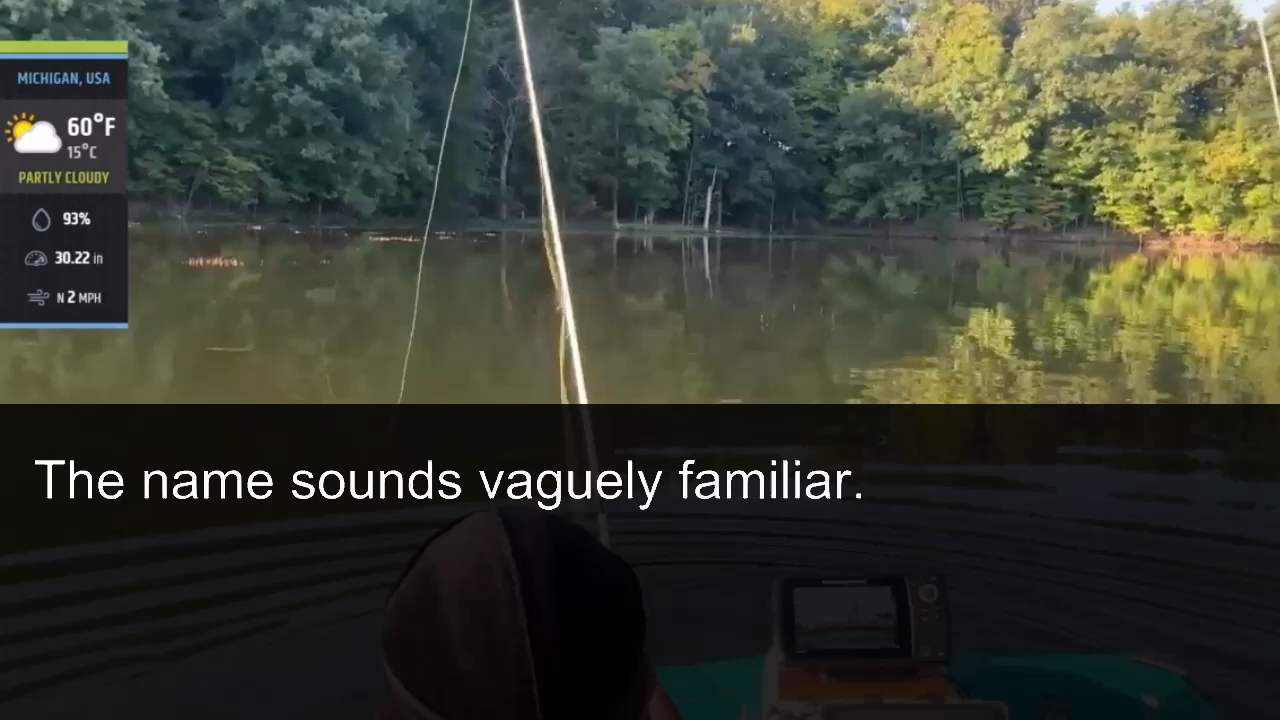 MICHIGAN, USA
60°F
15°C
PARTLY CLOUDY
93%
30.22 in
N 2 MPH
The name sounds vaguely familiar.